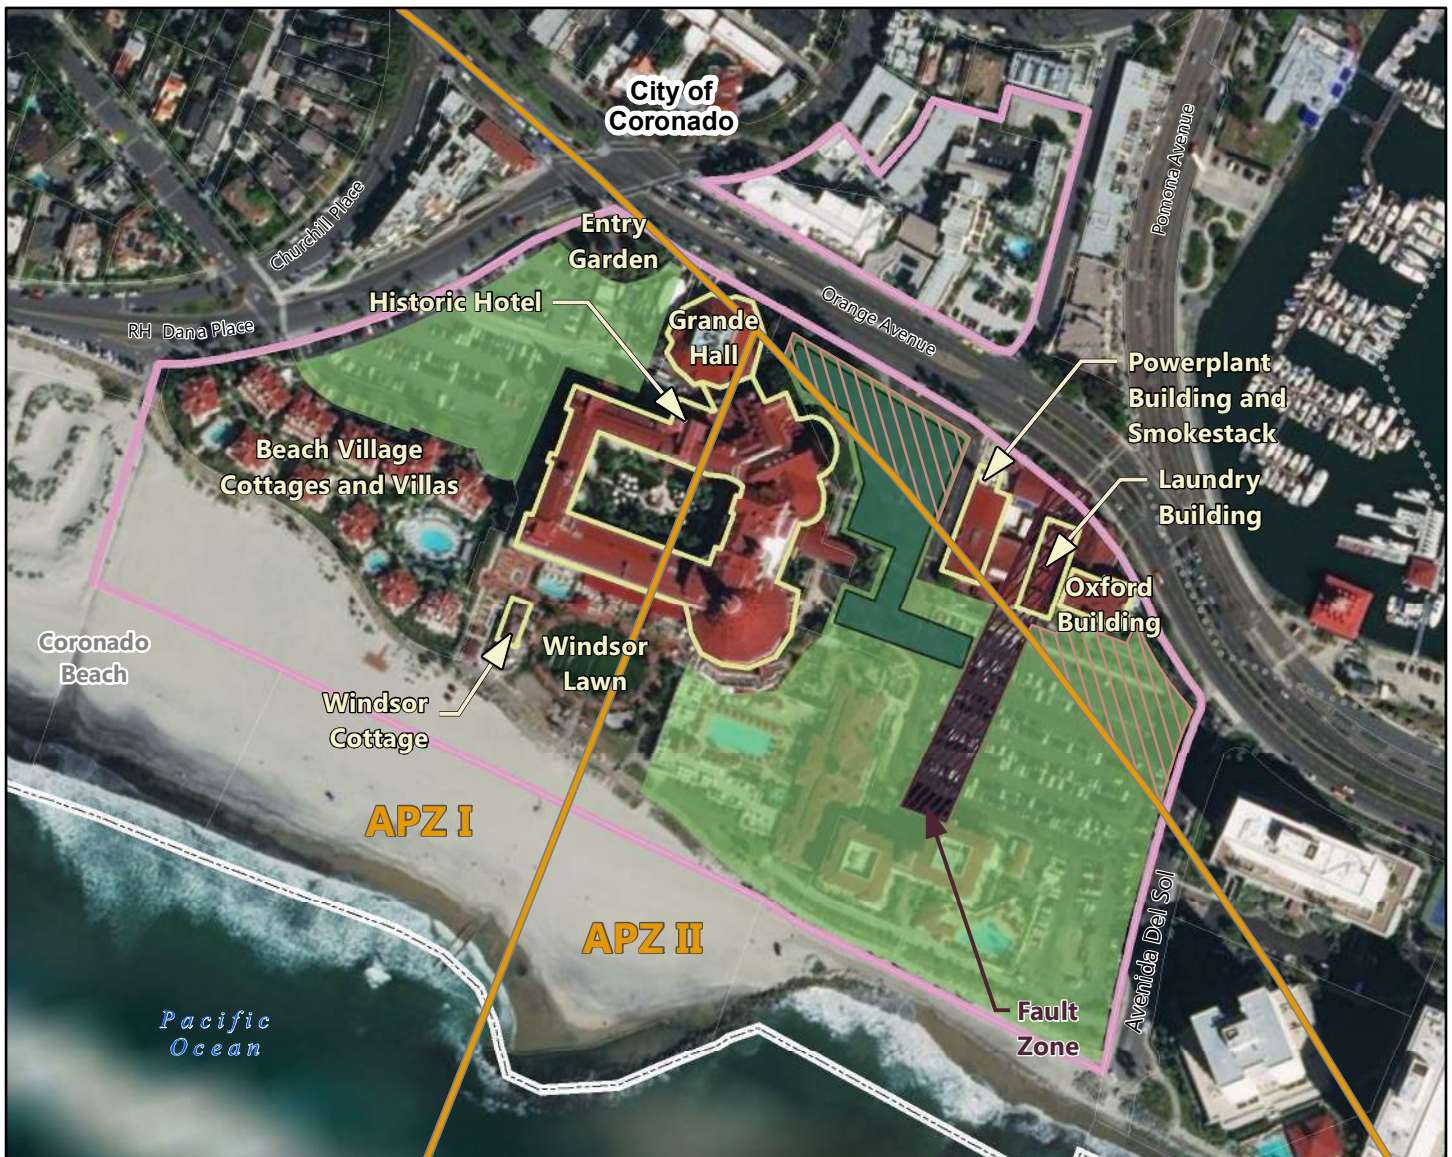 City of
Coronado
Pomona Avenue
Churchill Place
Entry
Garden
Historic Hotel
Orange Avenue
RH Dana Place
Grande
Hall
Powerplant
Building and
Smokestack
Beach Village
Cottages and Villas
Laundry
Building
Oxford
Building
Coronado
Beach
Windsor
Lawn
Windsor
Cottage
APZ I
APZ II
Avenida Del Sol
Fault
Zone
Pacific
Ocean